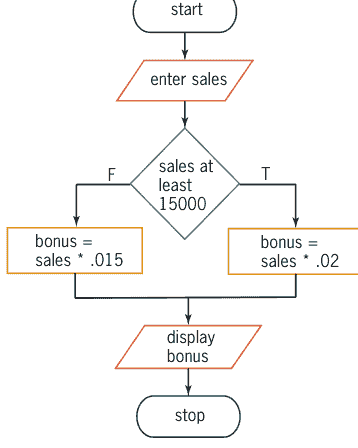 start
enter sales
sales at
least
15000
F
T
bonus =
sales * .015
bonus =
sales * .02
display
bonus
stop